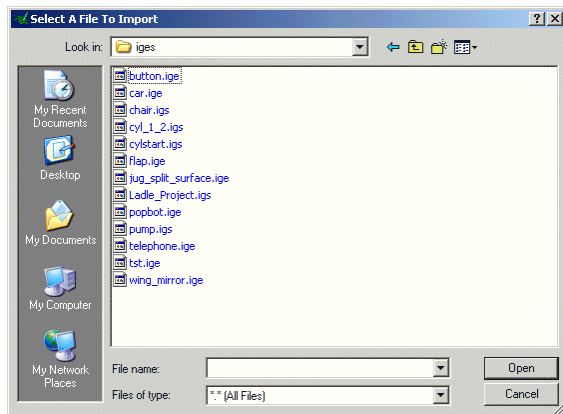 Select A File To Import
Look in: iges
button.ige
car.ige
chair.igs
cyl_1_2.igs
cylstart.igs
flap.ige
jug_split_surface.ige
Ladle_Project.igs
popbot.ige
pump.igs
telephone.ige
tst.ige
wing_mirror.ige
My Recent
Documents
Desktop
My Documents
My Computer
My Network
Places
File name:
Open
Files of type: *.* (All Files)
Cancel